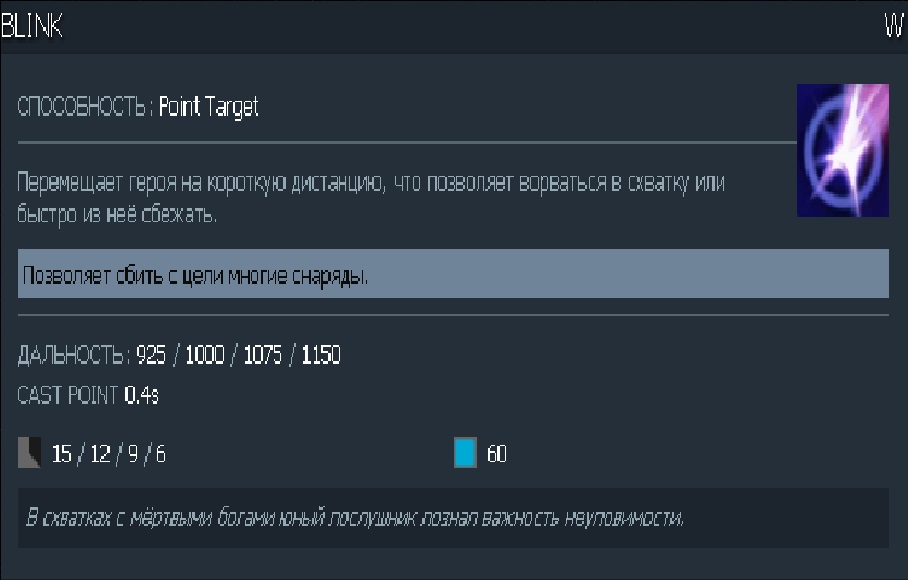 BLINK W
СПОСОБНОСТЬ: Point Target
Перемещает героя на короткую дистанцию, что позволяет ворваться в схватку или
быстро из неё сбежать.
Позволяет сбить с цели многие снаряды.
ДАЛЬНОСТЬ: 925 / 1000 / 1075 / 1150
CAST POINT 0.4s
15 / 12 / 9 / 6 60
В схватках с мёртвыми богами юный послушник познал важность неуловимости.